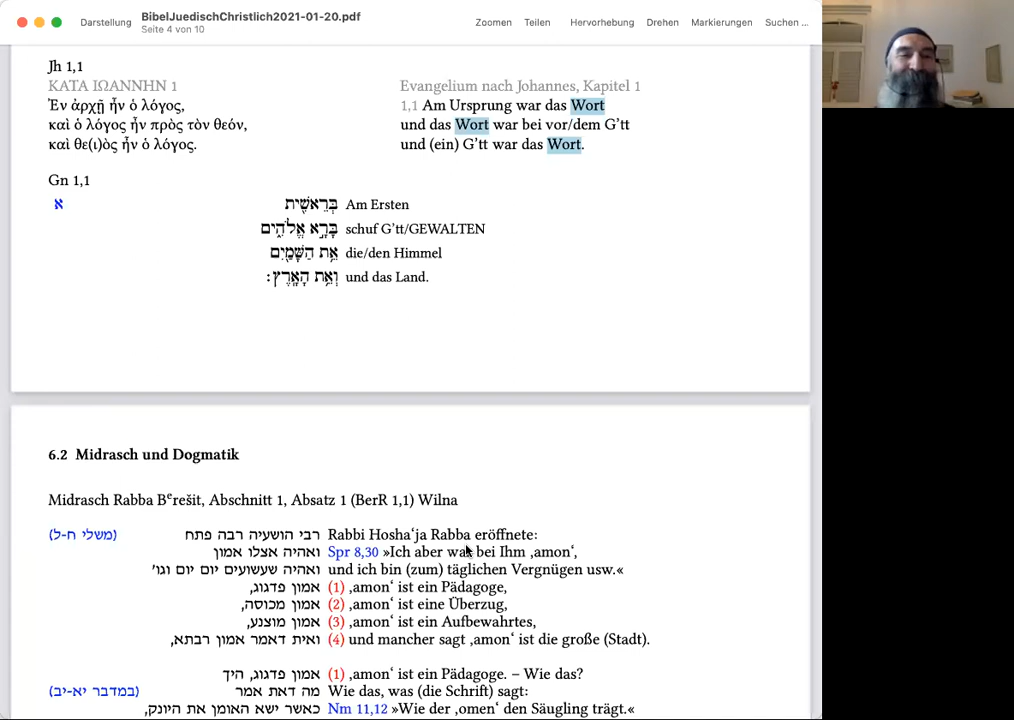 Darstellung
BibelJuedischChristlich2021-01-20.pdf
Seite 4 von 10
Zoomen Teilen Hervorhebung Drehen Markierungen Suchen ...
Jh 1,1
ΚΑΤΑ ΙΩΑΝΝΗΝ 1
Ἐν ἀρχῇ ἦν ὁ λόγος,
καὶ ὁ λόγος ἦν πρὸς τὸν θεόν,
καὶ θε(ι)ὸς ἦν ὁ λόγος.
Evangelium nach Johannes, Kapitel 1
1,1 Am Ursprung war das Wort
und das Wort war bei vor/dem G’tt
und (ein) G’tt war das Wort.
Gn 1,1
א
בְּרֵאשִׁ֖ית Am Ersten
בָּרָ֣א אֱלֹהִ֑ים schuf G’tt/GEWALTEN
אֵ֥ת הַשָּׁמַ֖יִם die/den Himmel
וְאֵ֥ת הָאָֽרֶץ׃ und das Land.
6.2 Midrasch und Dogmatik
Midrasch Rabba Bᵉrešit, Abschnitt 1, Absatz 1 (BerR 1,1) Wilna
(משלי ח-ל) רבי הושעיה רבה פתח Rabbi Hosha‘ja Rabba eröffnete:
ואהיה אצלו אמון Spr 8,30 »Ich aber war bei Ihm ‚amon‘,
ואהיה שעשועים יום יום וגו' und ich bin (zum) täglichen Vergnügen usw.«
אמון פדגוג, (1) ‚amon‘ ist ein Pädagoge,
אמון מכוסה, (2) ‚amon‘ ist eine Überzug,
אמון מוצנע, (3) ‚amon‘ ist ein Aufbewahrtes,
ואית דאמר אמון רבתא, (4) und mancher sagt ‚amon‘ ist die große (Stadt).
אמון פדגוג, היך (1) ‚amon‘ ist ein Pädagoge. – Wie das?
(במדבר יא-יב) מה דאת אמר Wie das, was (die Schrift) sagt:
כאשר ישא האומן את היונק, Nm 11,12 »Wie der ‚omen‘ den Säugling trägt.«